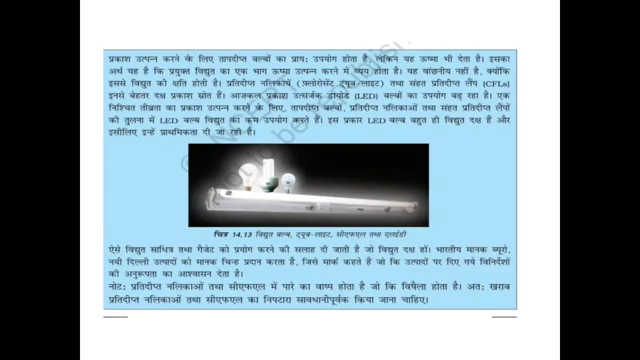 प्रकाश उत्पन्न करने के लिए तापदीप्त बल्बों का प्रायः उपयोग होता है, लेकिन यह ऊष्मा भी देता है। इसका
अर्थ यह है कि प्रयुक्त विद्युत का एक भाग ऊष्मा उत्पन्न करने में व्यय होता है। यह वांछनीय नहीं है, क्योंकि
इससे विद्युत की क्षति होती है। प्रतिदीप्त नलिकायें (फ़्लोरोसेंट ट्यूब-लाइट) तथा संहत प्रतिदीप्त लैंप (CFLs)
इनसे बेहतर दक्ष प्रकाश स्रोत हैं। आजकल प्रकाश उत्सर्जक डायोड (LED) बल्बों का उपयोग बढ़ रहा है। एक
निश्चित तीव्रता का प्रकाश उत्पन्न करने के लिए, तापदीप्त बल्बों, प्रतिदीप्त नलिकाओं तथा संहत प्रतिदीप्त लैंपों
की तुलना में LED बल्ब विद्युत का कम उपयोग करते हैं। इस प्रकार LED बल्ब बहुत ही विद्युत दक्ष हैं और
इसीलिए इन्हें प्राथमिकता दी जा रही है।
चित्र 14.13 विद्युत बल्ब, ट्यूब-लाइट, सीएफएल तथा एलईडी
ऐसे विद्युत साधित्र तथा गैजेट को प्रयोग करने की सलाह दी जाती है जो विद्युत दक्ष हों। भारतीय मानक ब्यूरो,
नयी दिल्ली उत्पादों को मानक चिन्ह प्रदान करता है, जिसे मार्क कहते हैं जो कि उत्पादों पर दिए गये विनिर्देशों
की अनुरूपता का आश्वासन देता है।
नोट: प्रतिदीप्त नलिकाओं तथा सीएफएल में पारे का वाष्प होता है जो कि विषैला होता है। अतः खराब
प्रतिदीप्त नलिकाओं तथा सीएफएल का निपटारा सावधानीपूर्वक किया जाना चाहिए।